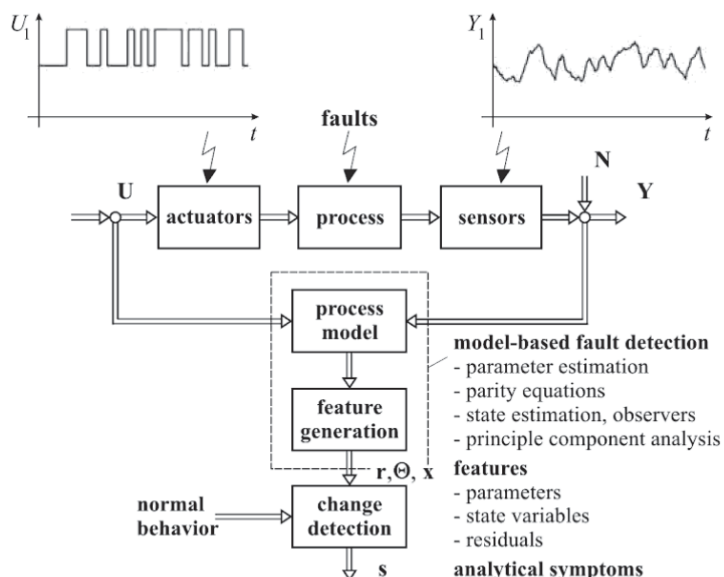 U1
Y1
t
faults
t
N
U
Y
actuators
process
sensors
process
model
model-based fault detection
- parameter estimation
- parity equations
- state estimation, observers
- principle component analysis
feature
generation
r,Θ, x
features
- parameters
- state variables
- residuals
normal
behavior
change
detection
s
analytical symptoms